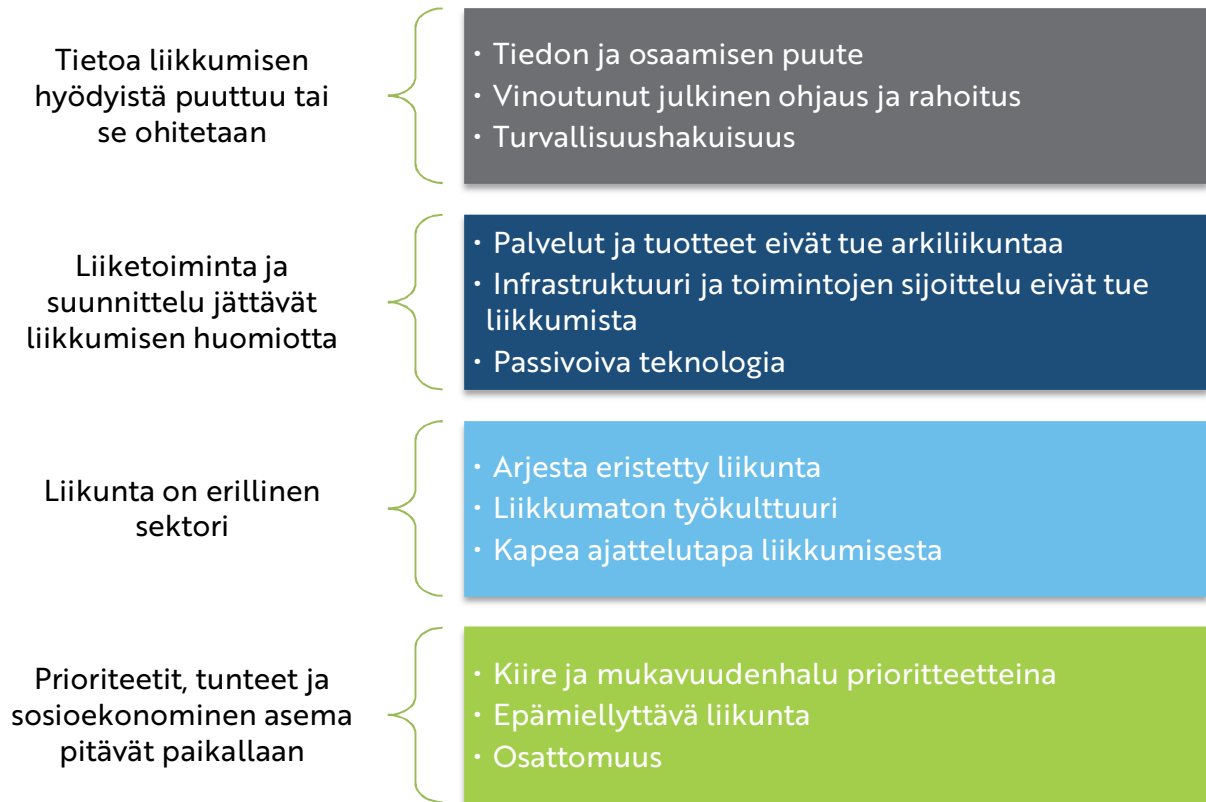 Tietoa liikkumisen
hyödyistä puuttuu tai
se ohitetaan
• Tiedon ja osaamisen puute
• Vinoutunut julkinen ohjaus ja rahoitus
• Turvallisuushakuisuus
Liiketoiminta ja
suunnittelu jättävät
liikkumisen huomiotta
• Palvelut ja tuotteet eivät tue arkiliikuntaa
• Infrastruktuuri ja toimintojen sijoittelu eivät tue
liikkumista
• Passivoiva teknologia
Liikunta on erillinen
sektori
• Arjesta eristetty liikunta
• Liikkumaton työkulttuuri
• Kapea ajattelutapa liikkumisesta
Prioriteetit, tunteet ja
sosioekonominen asema
pitävät paikallaan
• Kiire ja mukavuudenhalu prioritteetteina
• Epämiellyttävä liikunta
• Osattomuus